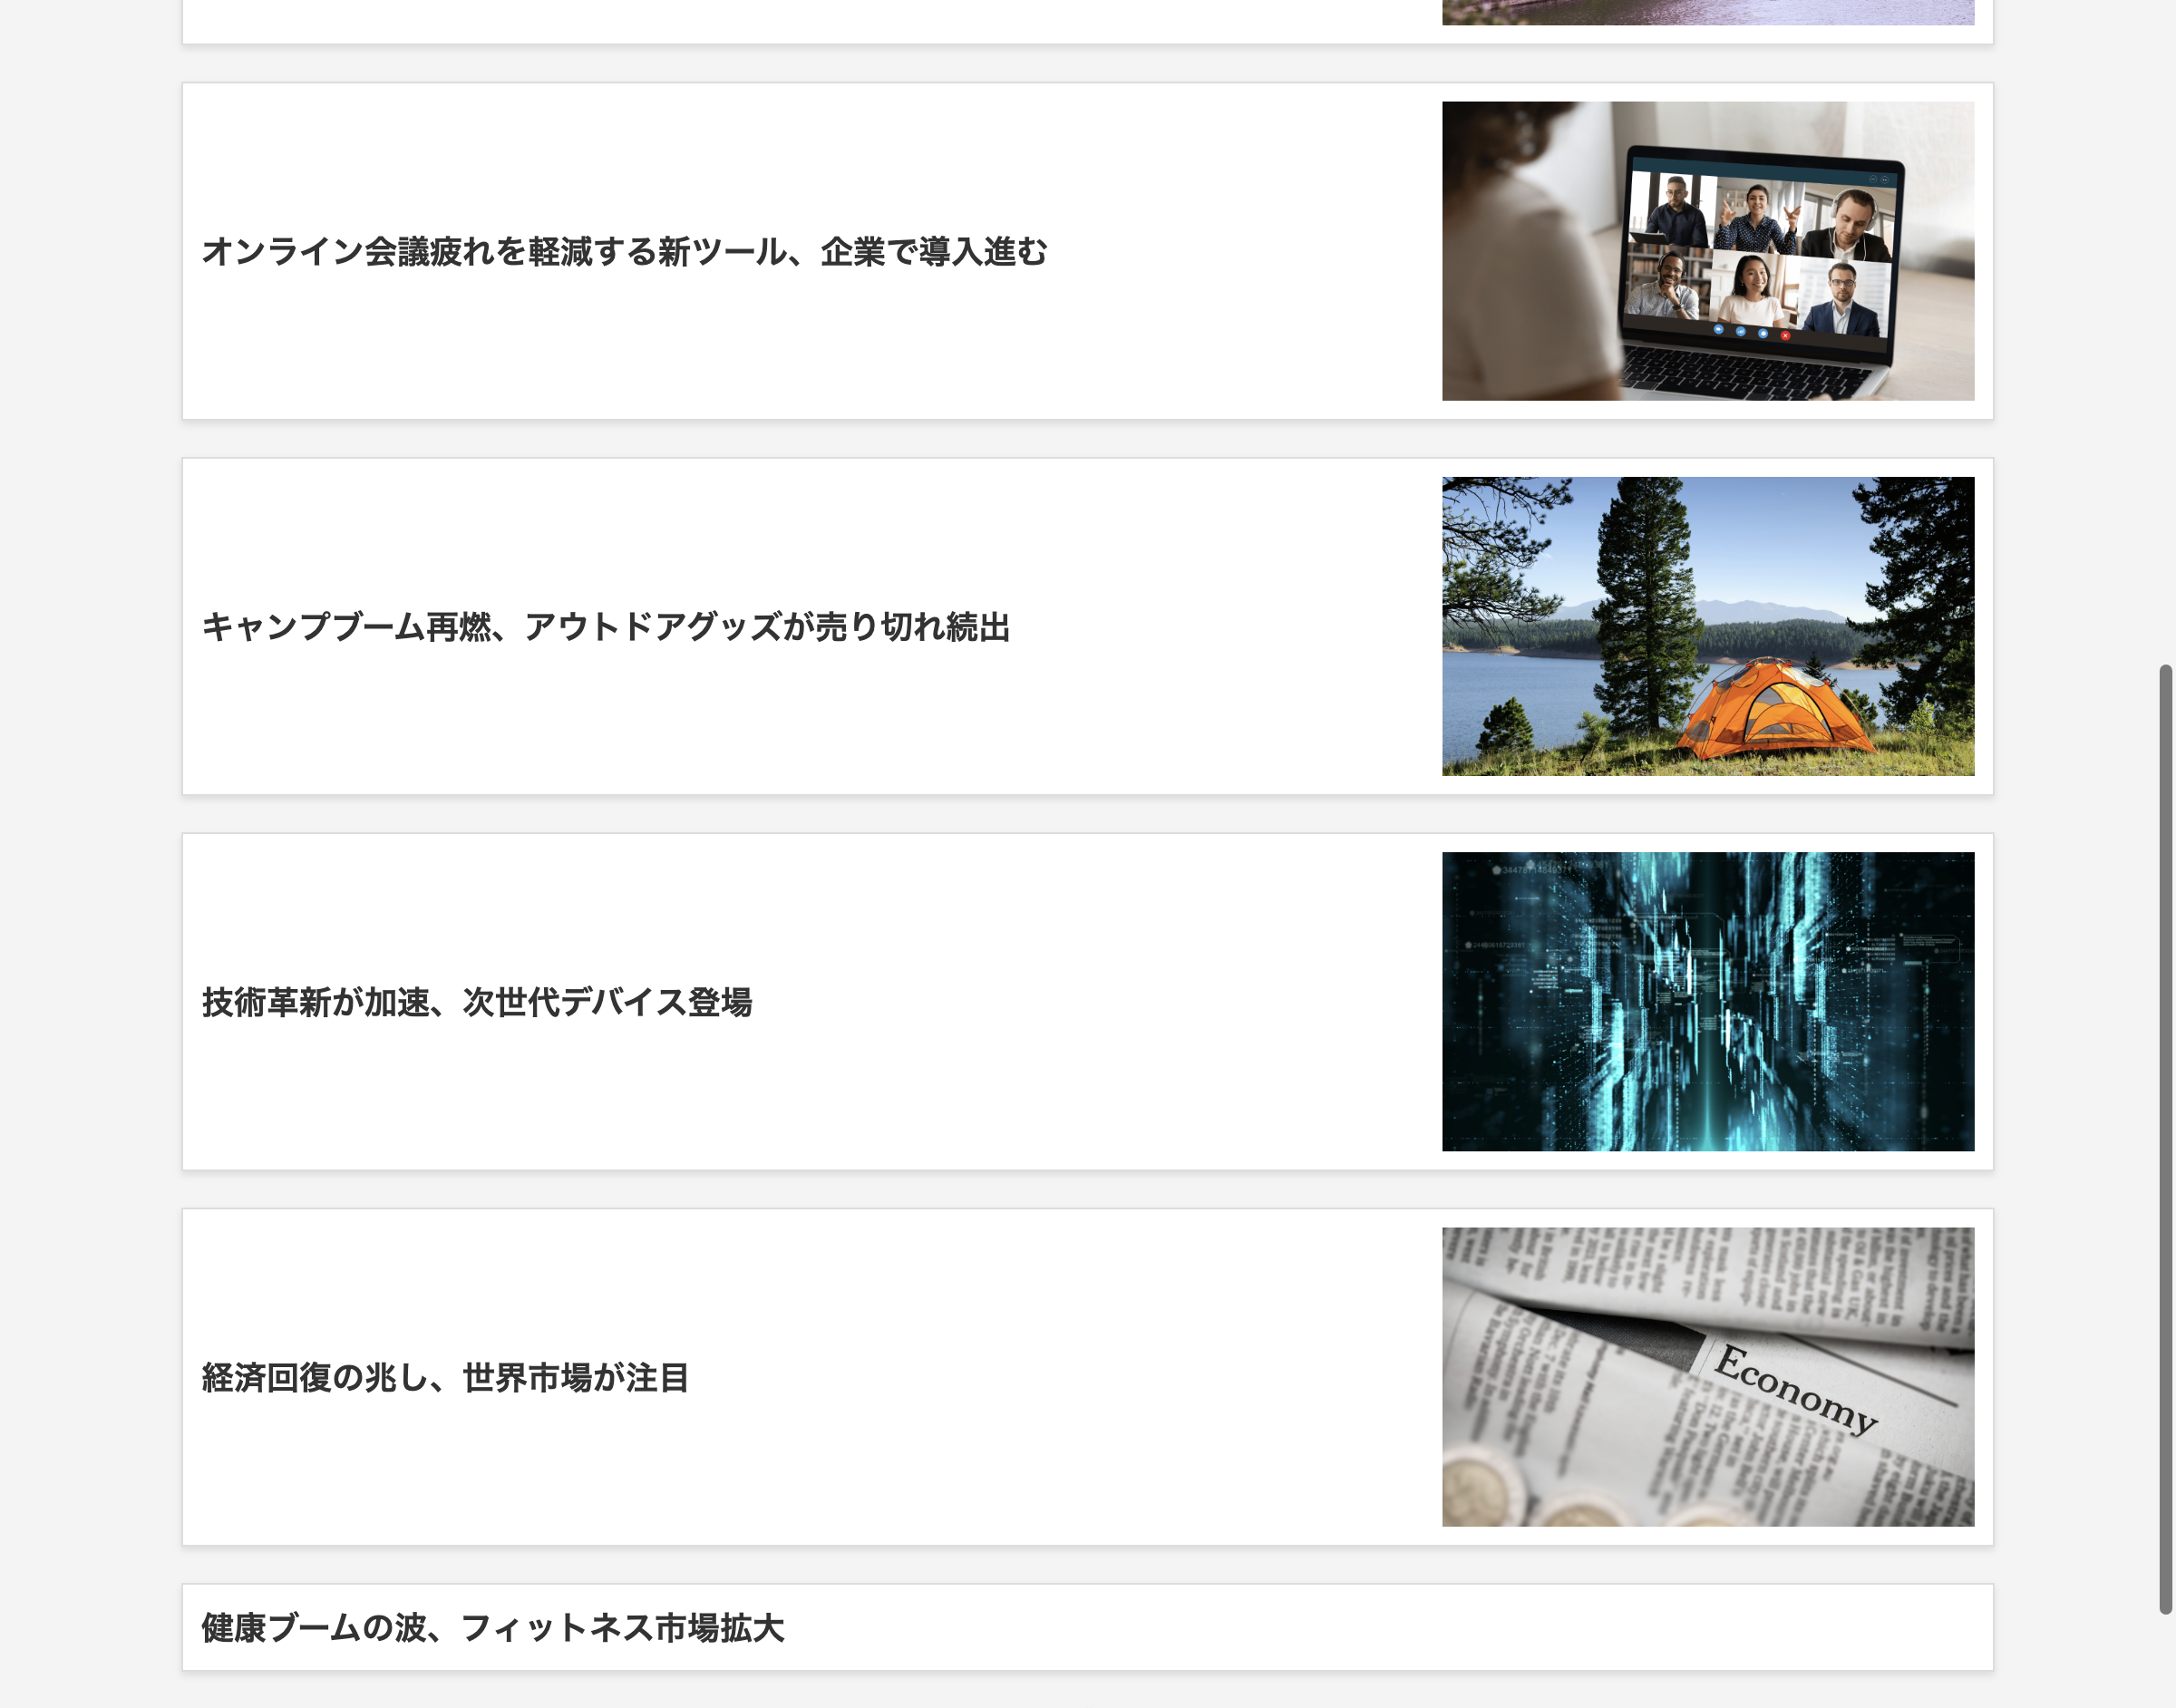 オンライン会議疲れを軽減する新ツール、企業で導入進む
キャンプブーム再燃、アウトドアグッズが売り切れ続出
技術革新が加速、次世代デバイス登場
経済回復の兆し、世界市場が注目
Economy
健康ブームの波、フィットネス市場拡大